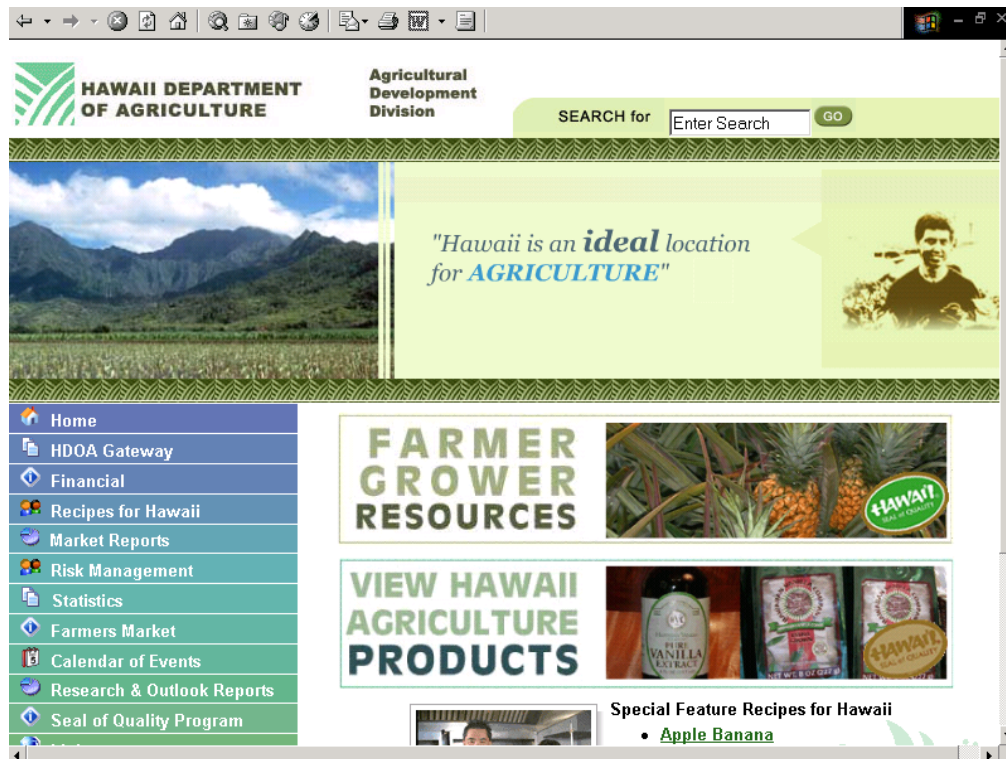 HAWAII DEPARTMENT
OF AGRICULTURE
Agricultural
Development
Division
SEARCH for
Enter Search
GO
"Hawaii is an ideal location
for AGRICULTURE"
Home
HDOA Gateway
Financial
Recipes for Hawaii
Market Reports
Risk Management
Statistics
Farmers Market
Calendar of Events
Research & Outlook Reports
Seal of Quality Program
FARMER
GROWER
RESOURCES
HAWAI'I
SEAL of QUALITY
VIEW HAWAII
AGRICULTURE
PRODUCTS
PURE
VANILLA
EXTRACT
HAWAI'I
SEAL of QUALITY
Special Feature Recipes for Hawaii
Apple Banana